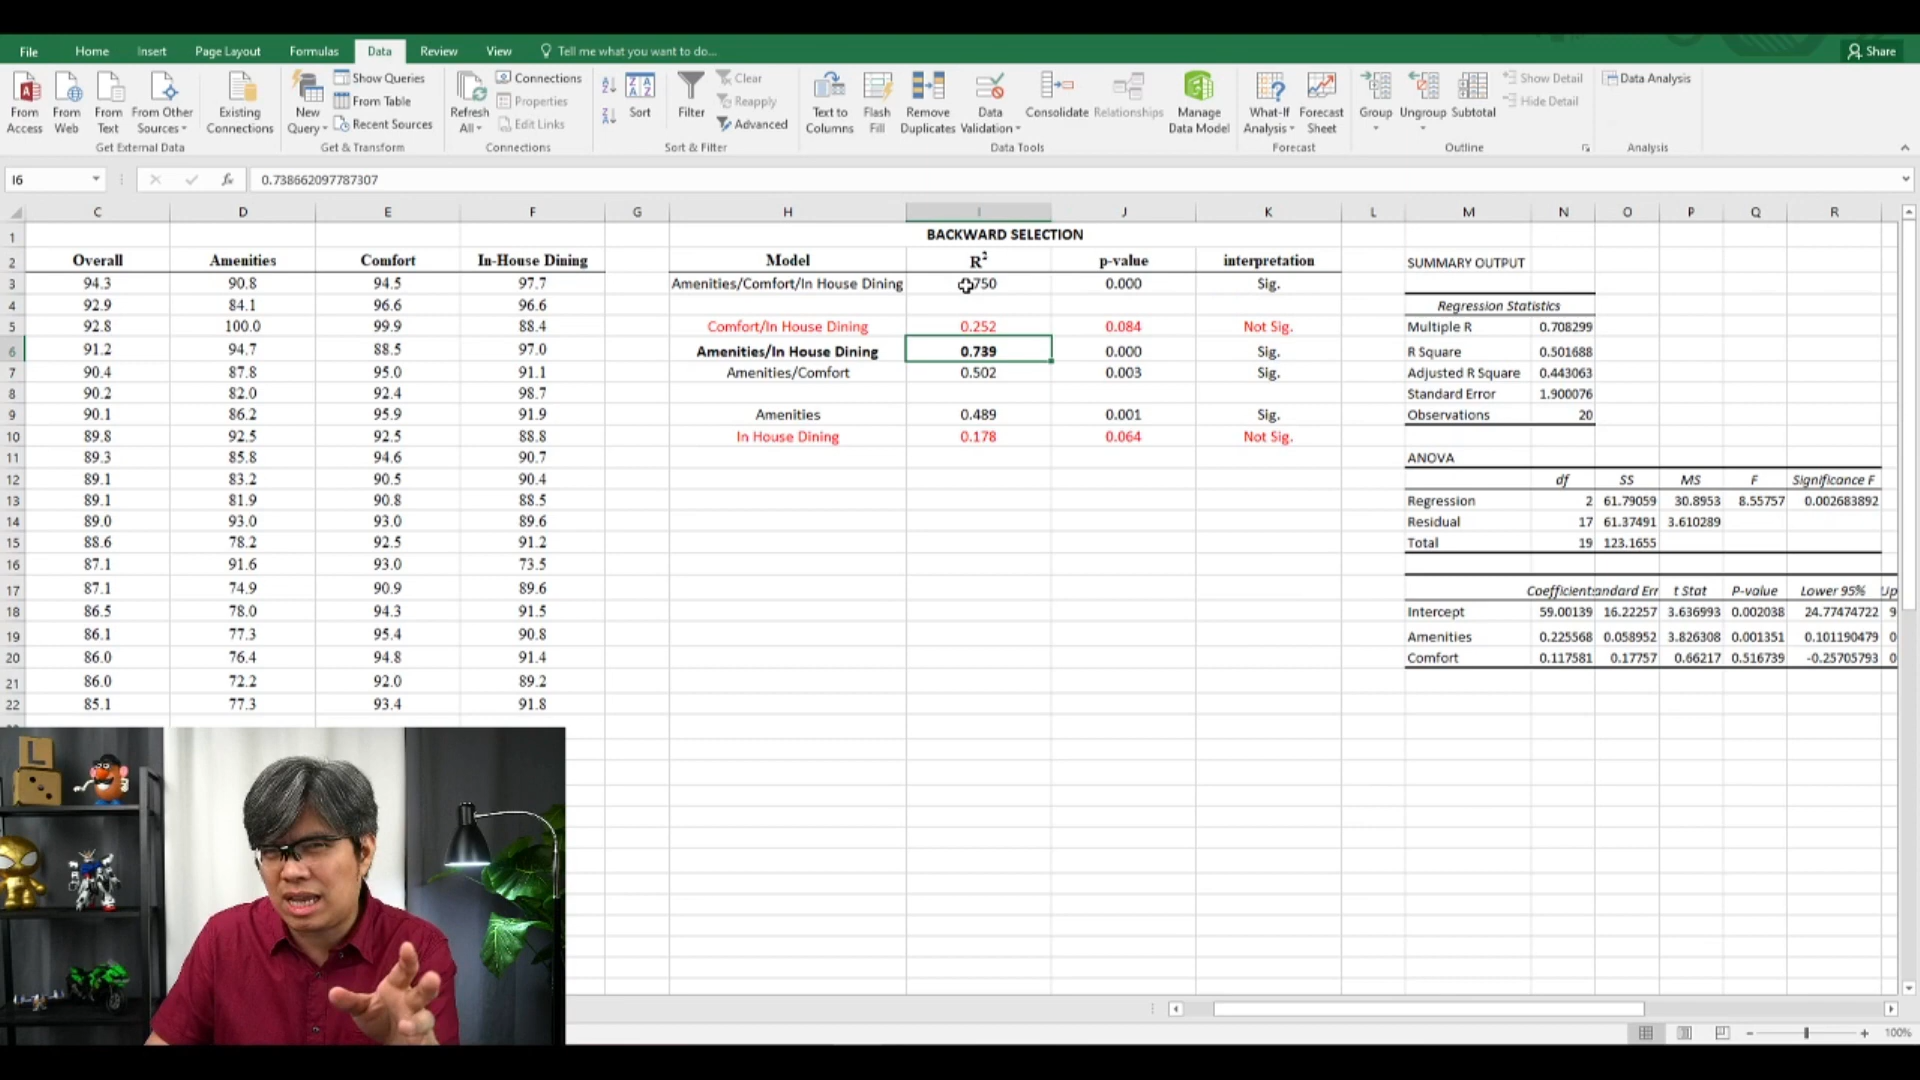 File Home Insert Page Layout Formulas Data Review View Tell me what you want to do... Share
From Access
From Web
From Text
From Other Sources
Existing Connections
Get External Data
New Query
Show Queries
From Table
Recent Sources
Get & Transform
Refresh All
Connections
Properties
Edit Links
Connections
Sort
Filter
Clear
Reapply
Advanced
Sort & Filter
Text to Columns
Flash Fill
Remove Duplicates
Data Validation
Consolidate
Relationships
Manage Data Model
Data Tools
What-If Analysis
Forecast Sheet
Forecast
Group
Ungroup
Subtotal
Show Detail
Hide Detail
Outline
Data Analysis
Analysis
I6 fx 0.738662097787307
C D E F G H I J K L M N O P Q R
1 BACKWARD SELECTION
2 Overall Amenities Comfort In-House Dining Model R² p-value interpretation SUMMARY OUTPUT
3 94.3 90.8 94.5 97.7 Amenities/Comfort/In House Dining 750 0.000 Sig.
4 92.9 84.1 96.6 96.6 Regression Statistics
5 92.8 100.0 99.9 88.4 Comfort/In House Dining 0.252 0.084 Not Sig. Multiple R 0.708299
6 91.2 94.7 88.5 97.0 Amenities/In House Dining 0.739 0.000 Sig. R Square 0.501688
7 90.4 87.8 95.0 91.1 Amenities/Comfort 0.502 0.003 Sig. Adjusted R Square 0.443063
8 90.2 82.0 92.4 98.7 Standard Error 1.900076
9 90.1 86.2 95.9 91.9 Amenities 0.489 0.001 Sig. Observations 20
10 89.8 92.5 92.5 88.8 In House Dining 0.178 0.064 Not Sig.
11 89.3 85.8 94.6 90.7 ANOVA
12 89.1 83.2 90.5 90.4 df SS MS F Significance F
13 89.1 81.9 90.8 88.5 Regression 2 61.79059 30.8953 8.55757 0.002683892
14 89.0 93.0 93.0 89.6 Residual 17 61.37491 3.610289
15 88.6 78.2 92.5 91.2 Total 19 123.1655
16 87.1 91.6 93.0 73.5
17 87.1 74.9 90.9 89.6 Coefficient andard Err t Stat P-value Lower 95% Up
18 86.5 78.0 94.3 91.5 Intercept 59.00139 16.22257 3.636993 0.002038 24.77474722 9
19 86.1 77.3 95.4 90.8 Amenities 0.225568 0.058952 3.826308 0.001351 0.101190479 0
20 86.0 76.4 94.8 91.4 Comfort 0.117581 0.17757 0.66217 0.516739 -0.25705793 0
21 86.0 72.2 92.0 89.2
22 85.1 77.3 93.4 91.8
L
100%